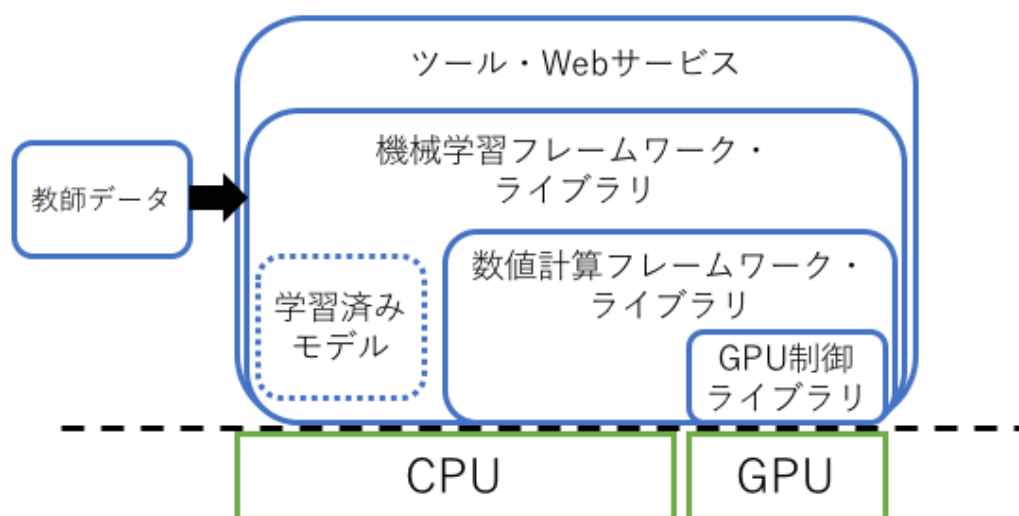 ツール・Webサービス
機械学習フレームワーク・
ライブラリ
教師データ
数値計算フレームワーク・
ライブラリ
学習済み
モデル
GPU制御
ライブラリ
CPU
GPU